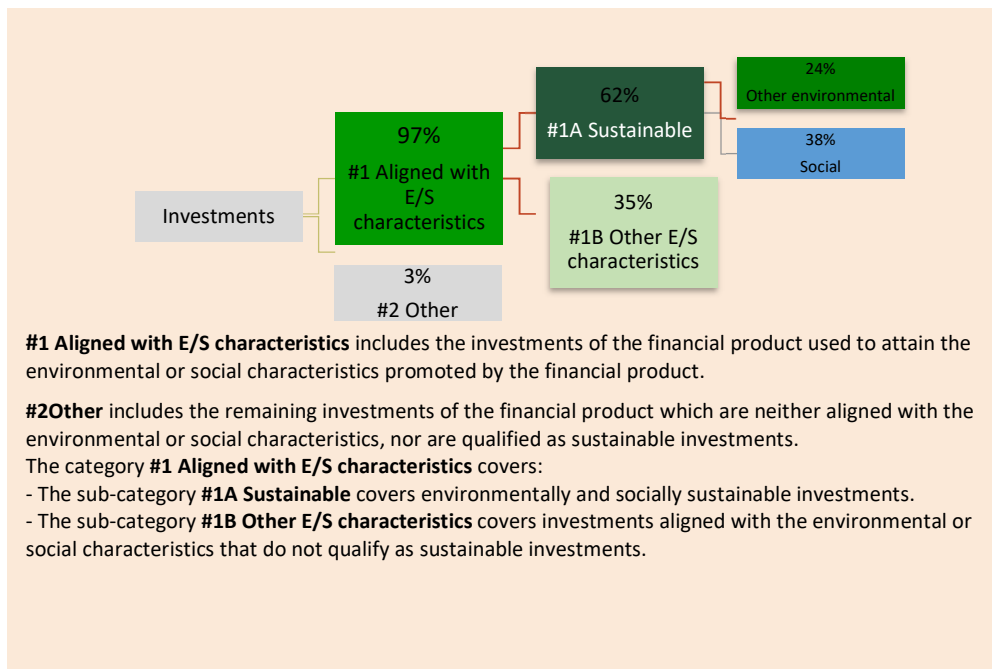 24%
Other environmental
62%
#1A Sustainable
38%
Social
97%
#1 Aligned with
E/S
characteristics
Investments
35%
#1B Other E/S
characteristics
3%
#2 Other
#1 Aligned with E/S characteristics includes the investments of the financial product used to attain the
environmental or social characteristics promoted by the financial product.
#2Other includes the remaining investments of the financial product which are neither aligned with the
environmental or social characteristics, nor are qualified as sustainable investments.
The category #1 Aligned with E/S characteristics covers:
- The sub-category #1A Sustainable covers environmentally and socially sustainable investments.
- The sub-category #1B Other E/S characteristics covers investments aligned with the environmental or
social characteristics that do not qualify as sustainable investments.